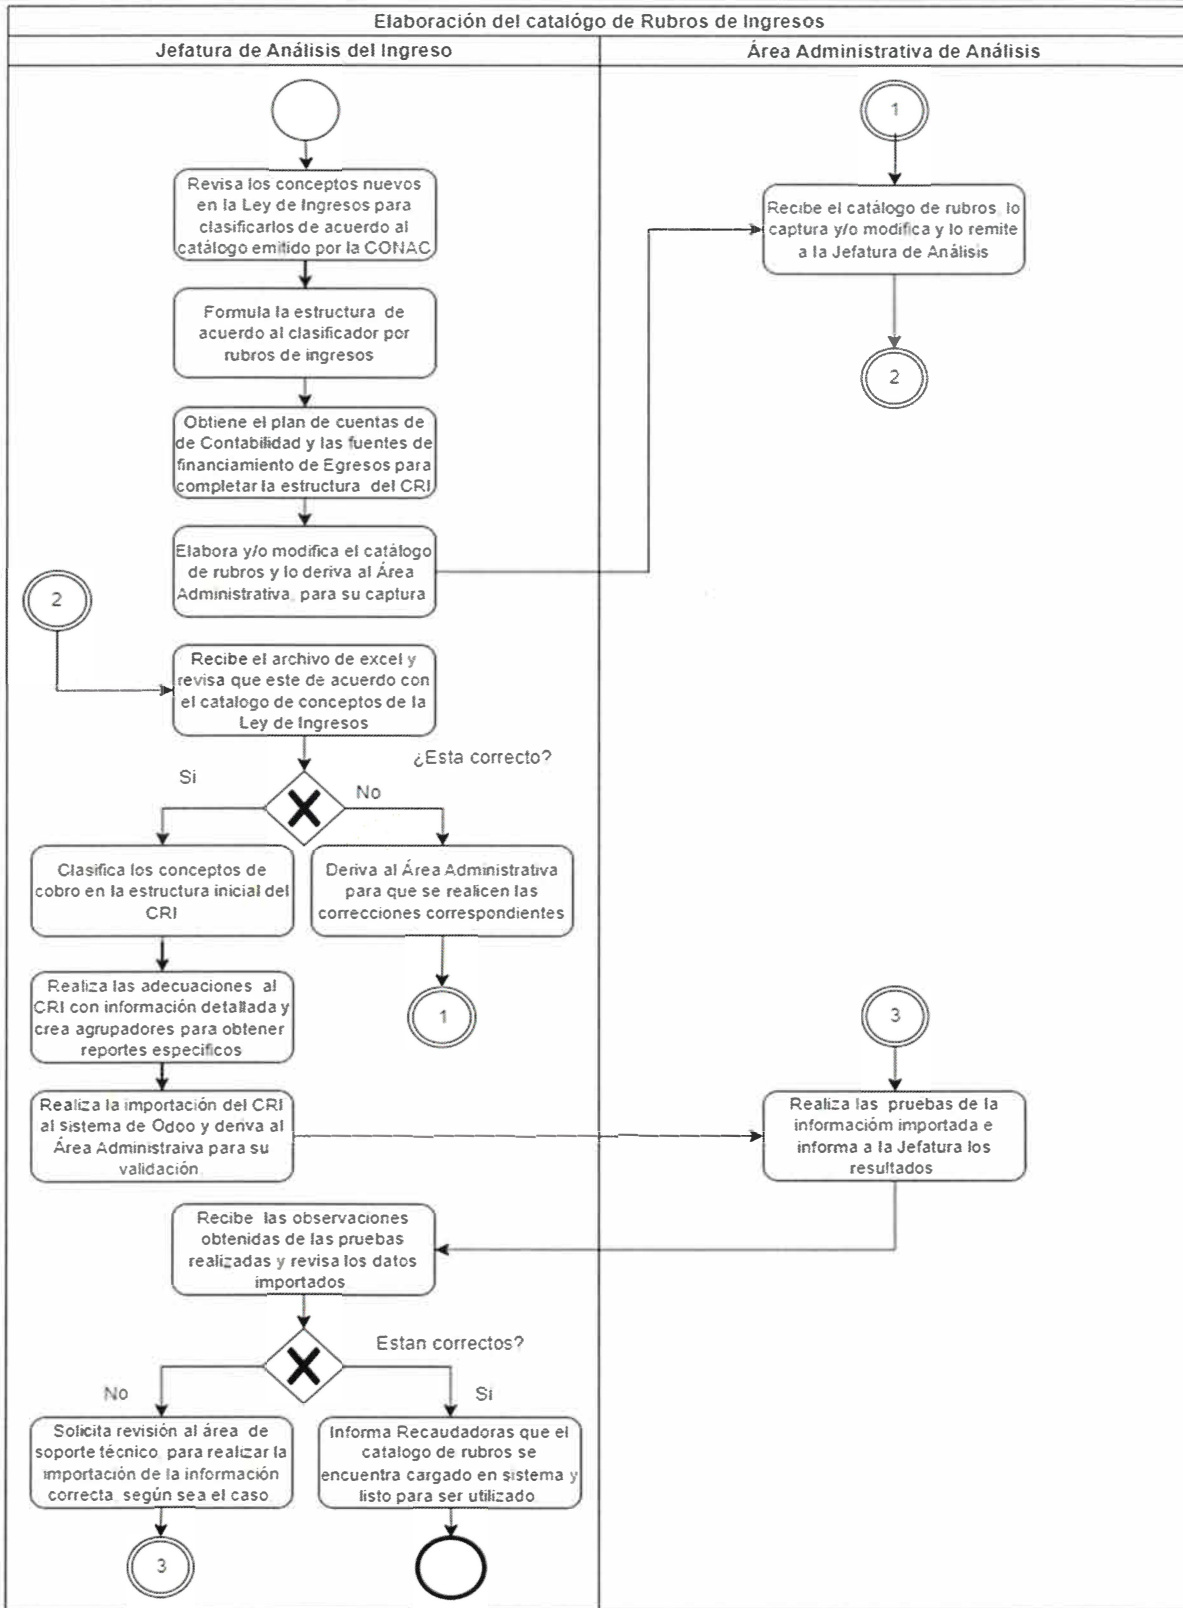 Elaboración del catalógo de Rubros de Ingresos
Jefatura de Análisis del Ingreso
Área Administrativa de Análisis
1
Revisa los conceptos nuevos
en la Ley de Ingresos para
clasificarlos de acuerdo al
catálogo emitido por la CONAC
Recibe el catálogo de rubros, lo
captura y/o modifica y lo remite
a la Jefatura de Análisis
Formula la estructura de
acuerdo al clasificador por
rubros de ingresos
2
Obtiene el plan de cuentas de
de Contabilidad y las fuentes de
financiamiento de Egresos para
completar la estructura del CRI
Elabora y/o modifica el catálogo
de rubros y lo deriva al Área
Administrativa, para su captura
2
Recibe el archivo de excel y
revisa que este de acuerdo con
el catalogo de conceptos de la
Ley de Ingresos
¿Esta correcto?
Si
No
Clasifica los conceptos de
cobro en la estructura inicial del
CRI
Deriva al Área Administrativa
para que se realicen las
correcciones correspondientes
Realiza las adecuaciones al
CRI con información detallada y
crea agrupadores para obtener
reportes especificos
1
3
Realiza la importación del CRI
al sistema de Odoo y deriva al
Área Administraiva para su
validación
Realiza las pruebas de la
informacióm importada e
informa a la Jefatura los
resultados
Recibe las observaciones
obtenidas de las pruebas
realizadas y revisa los datos
importados
Estan correctos?
No
Si
Solicita revisión al área de
soporte técnico, para realizar la
importación de la información
correcta, según sea el caso
Informa Recaudadoras que el
catalogo de rubros se
encuentra cargado en sistema y
listo para ser utilizado
3